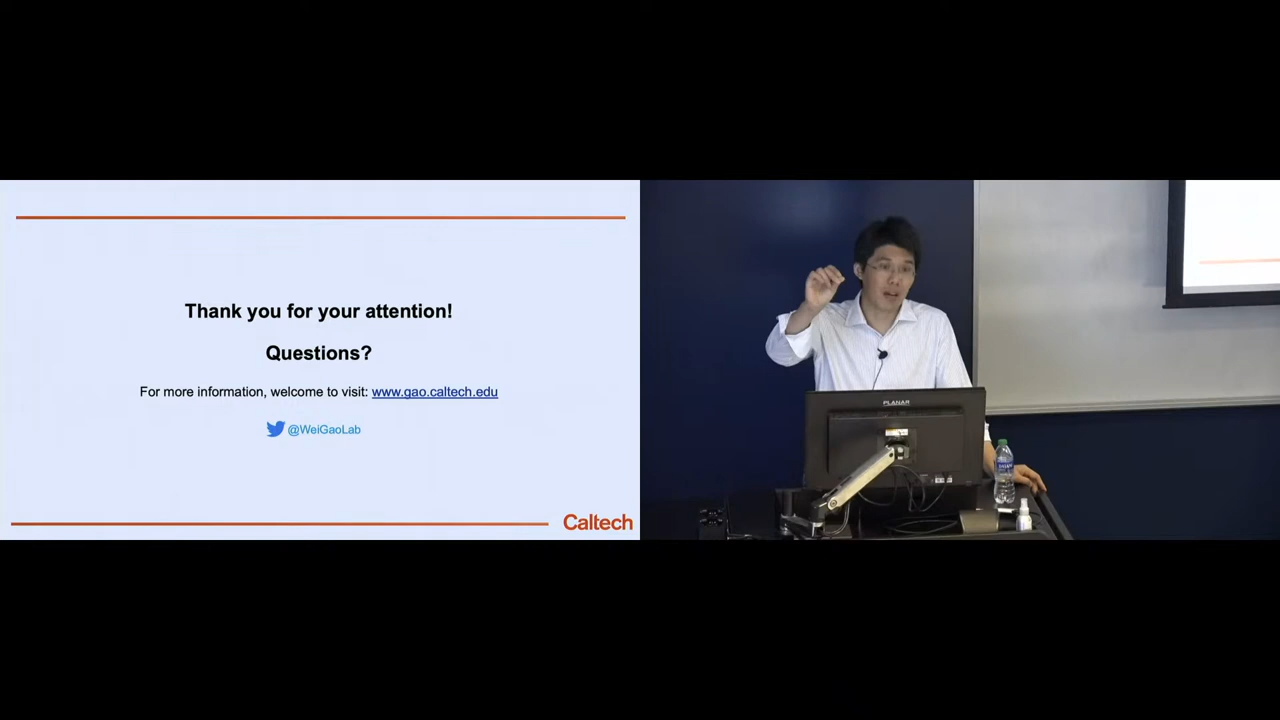 Thank you for your attention!
Questions?
For more information, welcome to visit: www.gao.caltech.edu
@WeiGaoLab
Caltech
PLANAR